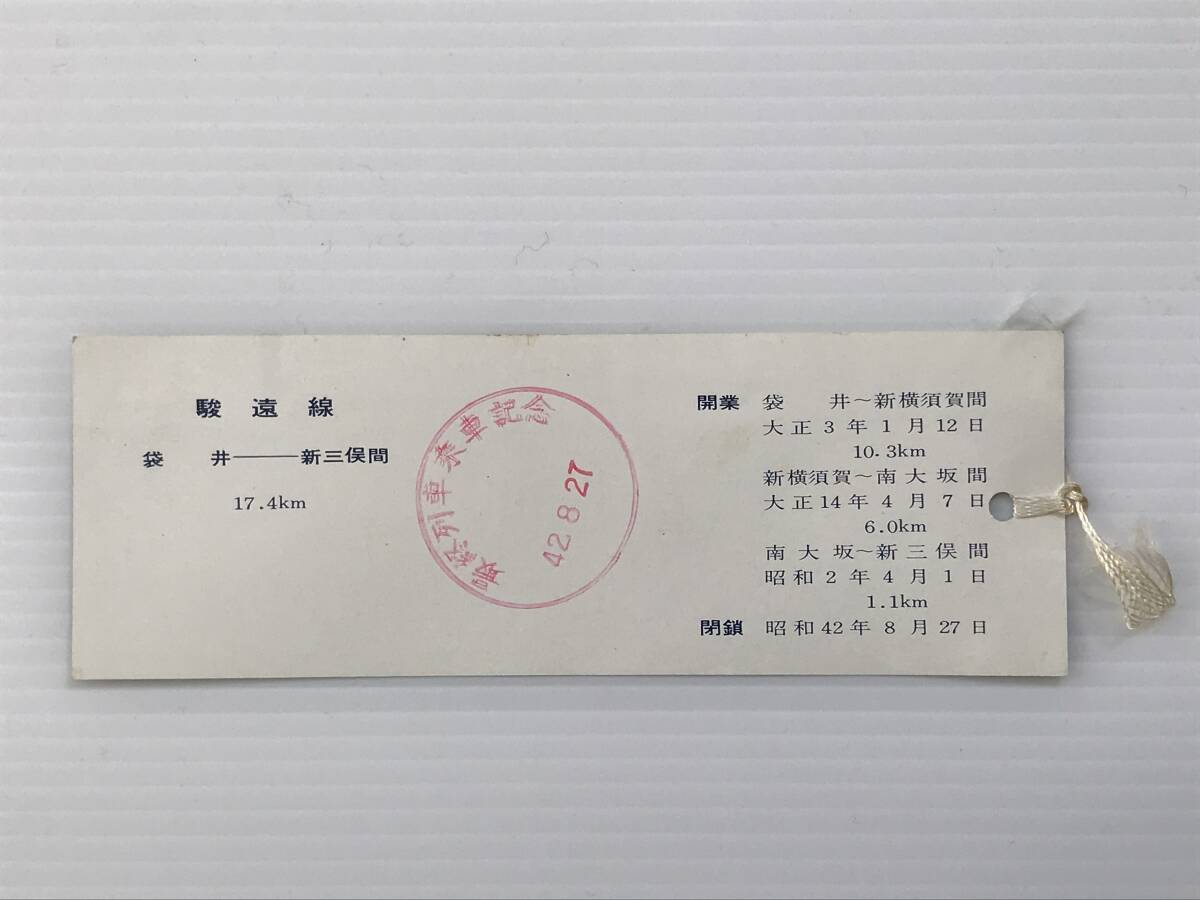 駿遠線
袋井――新三俣間
17.4km
最終列車乗車記念
42.8.27
開業 袋井～新横須賀間
大正3年1月12日
10.3km
新横須賀～南大坂間
大正14年4月7日
6.0km
南大坂～新三俣間
昭和2年4月1日
1.1km
閉鎖 昭和42年8月27日